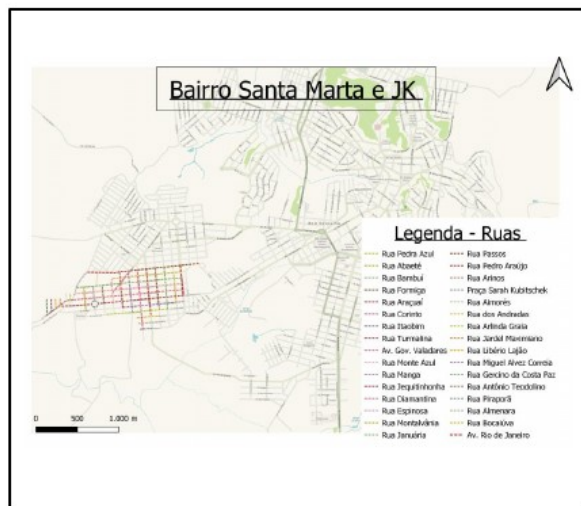 Bairro Santa Marta e JK
Legenda - Ruas
Rua Pedra Azul
Rua Abaeté
Rua Bambuí
Rua Formiga
Rua Araçuaí
Rua Corinto
Rua Itaobim
Rua Turmalina
Av. Gov. Valadares
Rua Monte Azul
Rua Manga
Rua Jequitinhonha
Rua Diamantina
Rua Espinosa
Rua Montalvânia
Rua Januária
Rua Passos
Rua Pedro Araújo
Rua Arinos
Praça Sarah Kubitschek
Rua Aimorés
Rua dos Andradas
Rua Arlinda Graia
Rua Jardel Maximiano
Rua Libério Lajão
Rua Miguel Alvez Correia
Rua Gercino da Costa Paz
Rua Antônio Teodolino
Rua Piraporã
Rua Almenara
Rua Bocaiúva
Av. Rio de Janeiro
0 500 1.000 m